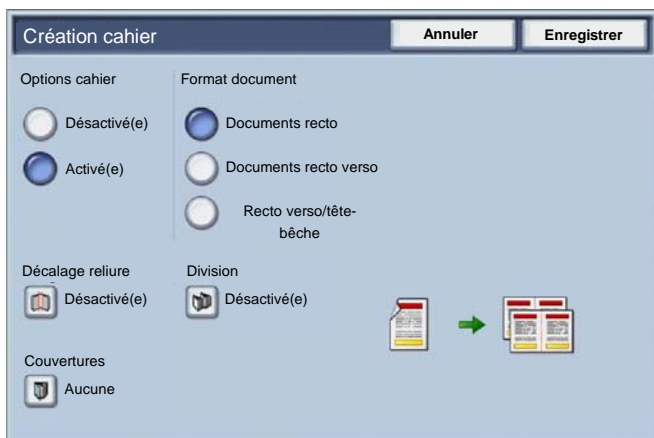 Création cahier
Annuler
Enregistrer
Options cahier
Désactivé(e)
Activé(e)
Format document
Documents recto
Documents recto verso
Recto verso/tête-
bêche
Décalage reliure
Désactivé(e)
Division
Désactivé(e)
Couvertures
Aucune